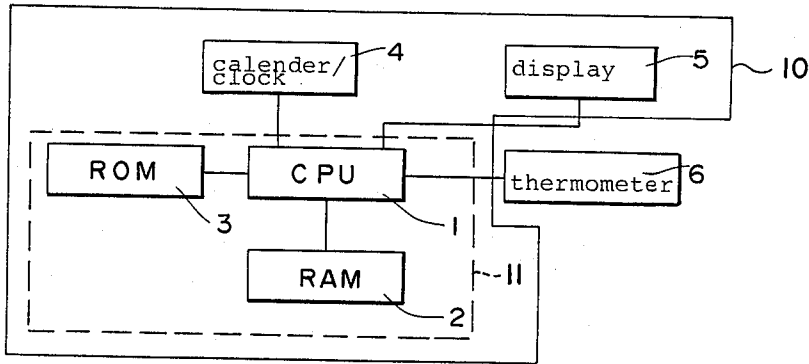 calender/
clock
4
display
5
10
ROM
3
CPU
1
thermometer
6
RAM
2
11